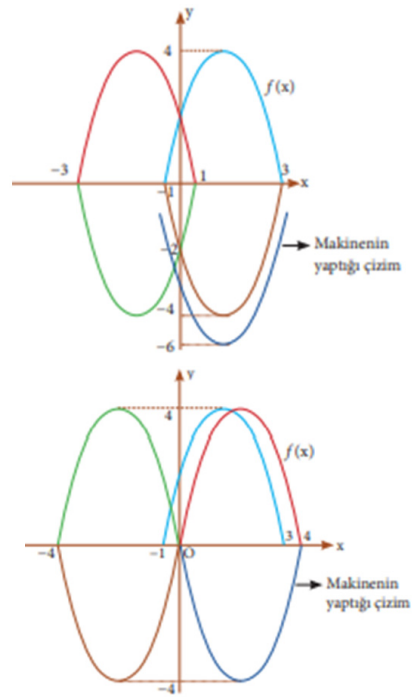 y
4
f(x)
-3
-1
1
3
x
-2
Makinenin
yaptığı çizim
-4
-6
y
4
f(x)
-4
-1
O
3
4
x
Makinenin
yaptığı çizim
-4